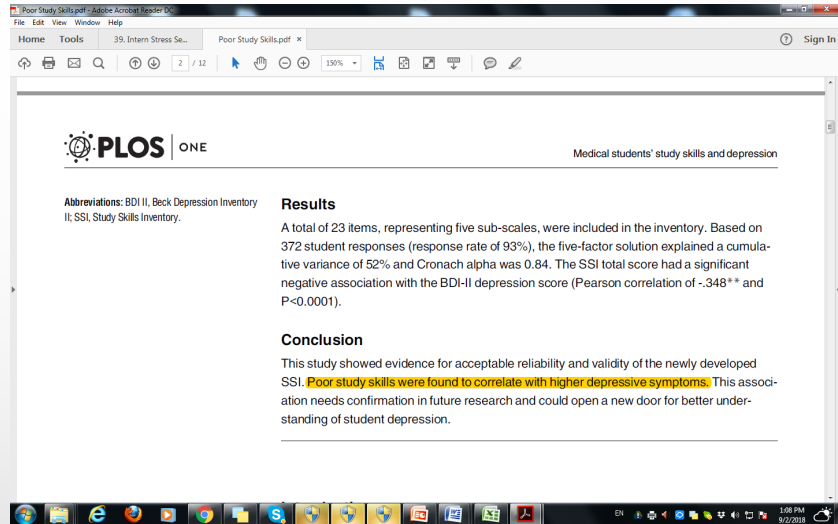 Poor Study Skills.pdf - Adobe Acrobat Reader DC
File Edit View Window Help
Home Tools 39. Intern Stress Se... Poor Study Skills.pdf × ? Sign In
2 / 12 150%
PLOS ONE
Medical students' study skills and depression
Abbreviations: BDI II, Beck Depression Inventory
II; SSI, Study Skills Inventory.
Results
A total of 23 items, representing five sub-scales, were included in the inventory. Based on
372 student responses (response rate of 93%), the five-factor solution explained a cumula-
tive variance of 52% and Cronach alpha was 0.84. The SSI total score had a significant
negative association with the BDI-II depression score (Pearson correlation of -.348** and
P<0.0001).
Conclusion
This study showed evidence for acceptable reliability and validity of the newly developed
SSI. Poor study skills were found to correlate with higher depressive symptoms. This associ-
ation needs confirmation in future research and could open a new door for better under-
standing of student depression.
EN 1:08 PM
9/2/2018